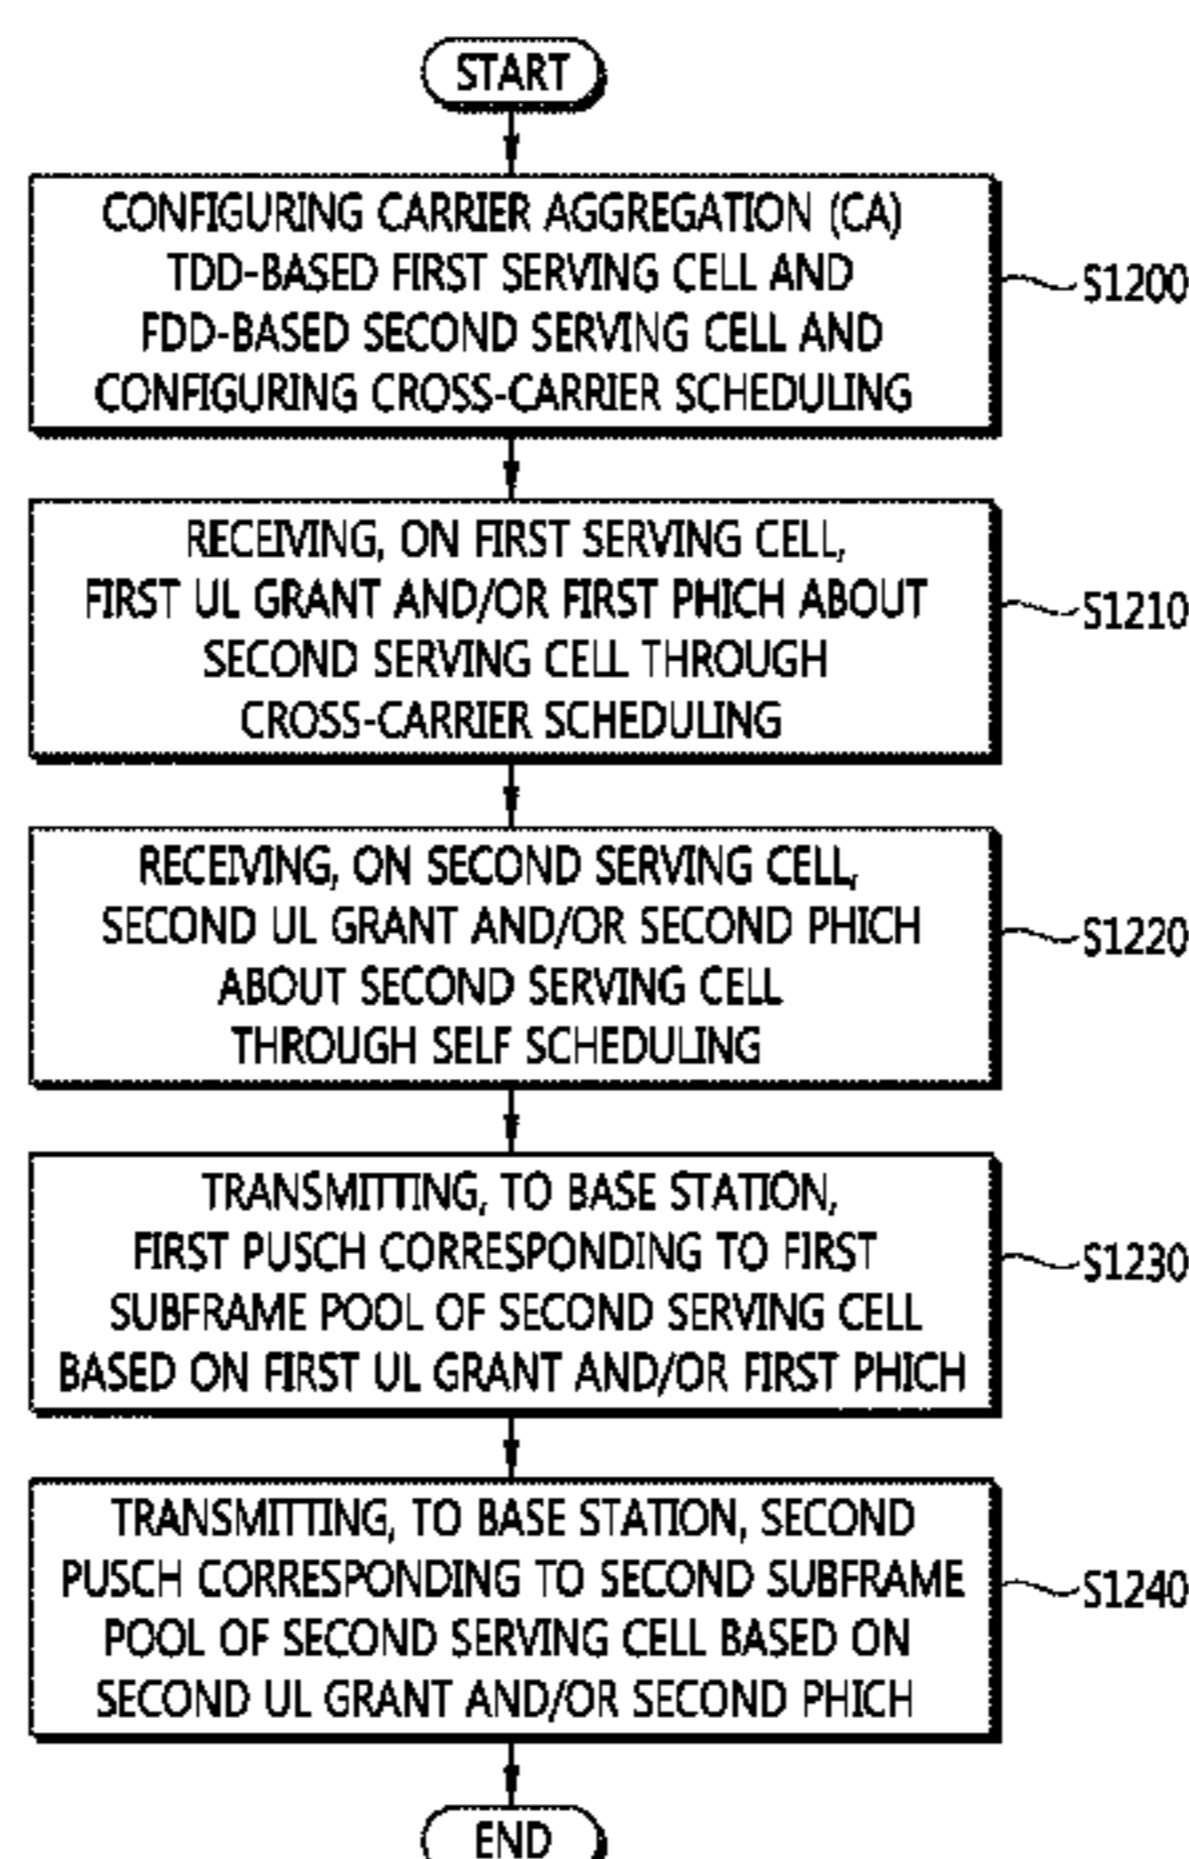 START
CONFIGURING CARRIER AGGREGATION (CA)
TDD-BASED FIRST SERVING CELL AND
FDD-BASED SECOND SERVING CELL AND
CONFIGURING CROSS-CARRIER SCHEDULING
S1200
RECEIVING, ON FIRST SERVING CELL,
FIRST UL GRANT AND/OR FIRST PHICH ABOUT
SECOND SERVING CELL THROUGH
CROSS-CARRIER SCHEDULING
S1210
RECEIVING, ON SECOND SERVING CELL,
SECOND UL GRANT AND/OR SECOND PHICH
ABOUT SECOND SERVING CELL
THROUGH SELF SCHEDULING
S1220
TRANSMITTING, TO BASE STATION,
FIRST PUSCH CORRESPONDING TO FIRST
SUBFRAME POOL OF SECOND SERVING CELL
BASED ON FIRST UL GRANT AND/OR FIRST PHICH
S1230
TRANSMITTING, TO BASE STATION, SECOND
PUSCH CORRESPONDING TO SECOND SUBFRAME
POOL OF SECOND SERVING CELL BASED ON
SECOND UL GRANT AND/OR SECOND PHICH
S1240
END